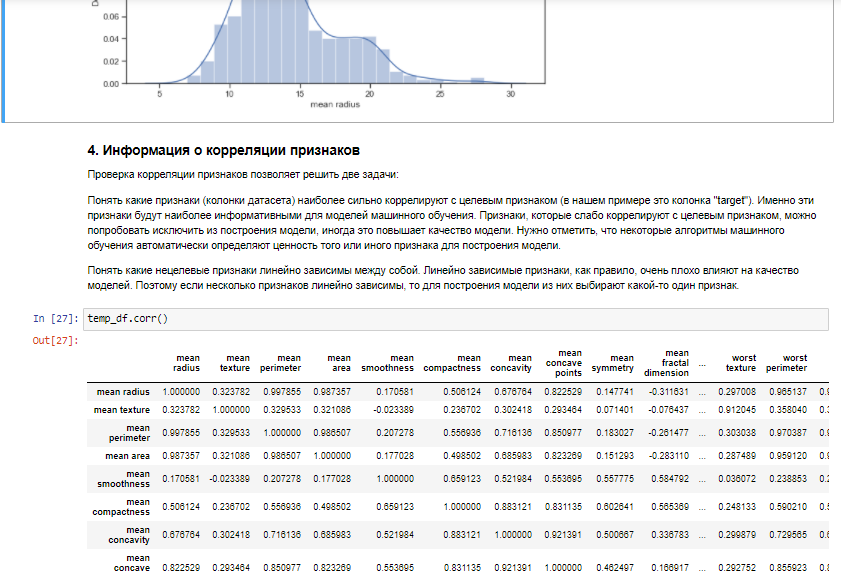 0.06
0.04
0.02
0.00
5 10 15 20 25 30
mean radius
4. Информация о корреляции признаков
Проверка корреляции признаков позволяет решить две задачи:
Понять какие признаки (колонки датасета) наиболее сильно коррелируют с целевым признаком (в нашем примере это колонка "target"). Именно эти
признаки будут наиболее информативными для моделей машинного обучения. Признаки, которые слабо коррелируют с целевым признаком, можно
попробовать исключить из построения модели, иногда это повышает качество модели. Нужно отметить, что некоторые алгоритмы машинного
обучения автоматически определяют ценность того или иного признака для построения модели.
Понять какие нецелевые признаки линейно зависимы между собой. Линейно зависимые признаки, как правило, очень плохо влияют на качество
моделей. Поэтому если несколько признаков линейно зависимы, то для построения модели из них выбирают какой-то один признак.
In [27]: temp_df.corr()
Out[27]:
mean radius mean texture mean perimeter mean area mean smoothness mean compactness mean concavity mean concave points mean symmetry mean fractal dimension ... worst texture worst perimeter
mean radius 1.000000 0.323782 0.997855 0.987357 0.170581 0.506124 0.676764 0.822529 0.147741 -0.311631 ... 0.297008 0.965137
mean texture 0.323782 1.000000 0.329533 0.321086 -0.023389 0.236702 0.302418 0.293464 0.071401 -0.076437 ... 0.912045 0.358040
mean perimeter 0.997855 0.329533 1.000000 0.986507 0.207278 0.556936 0.716136 0.850977 0.183027 -0.261477 ... 0.303038 0.970387
mean area 0.987357 0.321086 0.986507 1.000000 0.177028 0.498502 0.685983 0.823269 0.151293 -0.283110 ... 0.287489 0.959120
mean smoothness 0.170581 -0.023389 0.207278 0.177028 1.000000 0.659123 0.521984 0.553695 0.557775 0.584792 ... 0.036072 0.238853
mean compactness 0.506124 0.236702 0.556936 0.498502 0.659123 1.000000 0.883121 0.831135 0.602641 0.565369 ... 0.248133 0.590210
mean concavity 0.676764 0.302418 0.716136 0.685983 0.521984 0.883121 1.000000 0.921391 0.500667 0.336783 ... 0.299879 0.729565
mean concave 0.822529 0.293464 0.850977 0.823269 0.553695 0.831135 0.921391 1.000000 0.462497 0.166917 ... 0.292752 0.855923